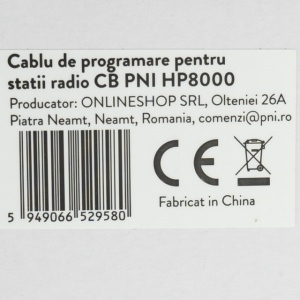 Cablu de programare pentru
statii radio CB PNI HP8000
Producator: ONLINESHOP SRL, Olteniei 26A
Piatra Neamt, Neamt, Romania, comenzi@pni.ro
CE
5 949066 529580
Fabricat in China